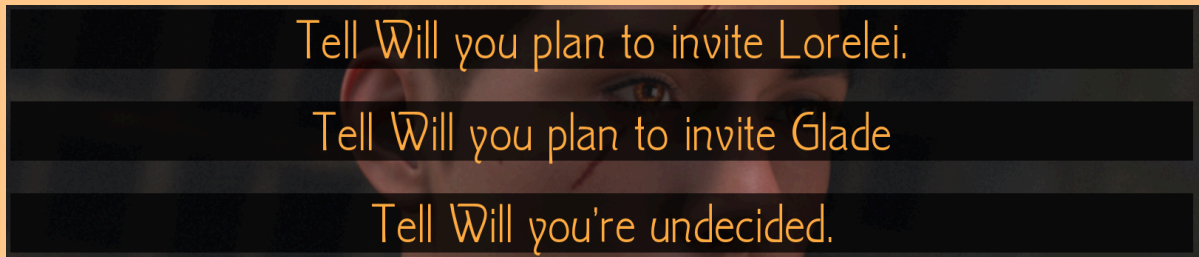 Tell Will you plan to invite Lorelei.
Tell Will you plan to invite Glade
Tell Will you're undecided.